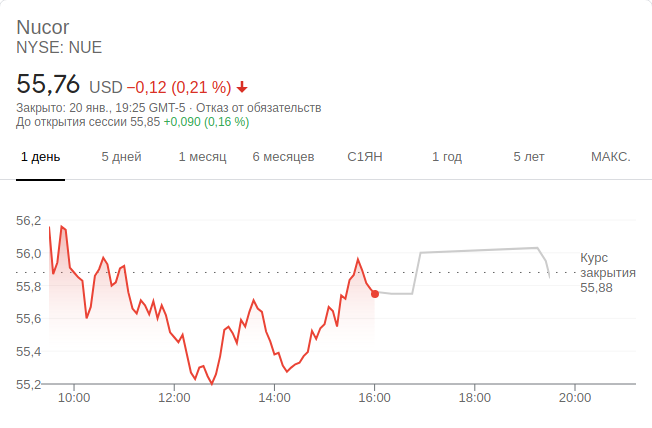 Nucor
NYSE: NUE
55,76 USD −0,12 (0,21 %)
Закрыто: 20 янв., 19:25 GMT-5 · Отказ от обязательств
До открытия сессии 55,85 +0,090 (0,16 %)
1 день 5 дней 1 месяц 6 месяцев С1ЯН 1 год 5 лет МАКС.
56,2
56,0
55,8
55,6
55,4
55,2
Курс
закрытия
55,88
10:00 12:00 14:00 16:00 18:00 20:00